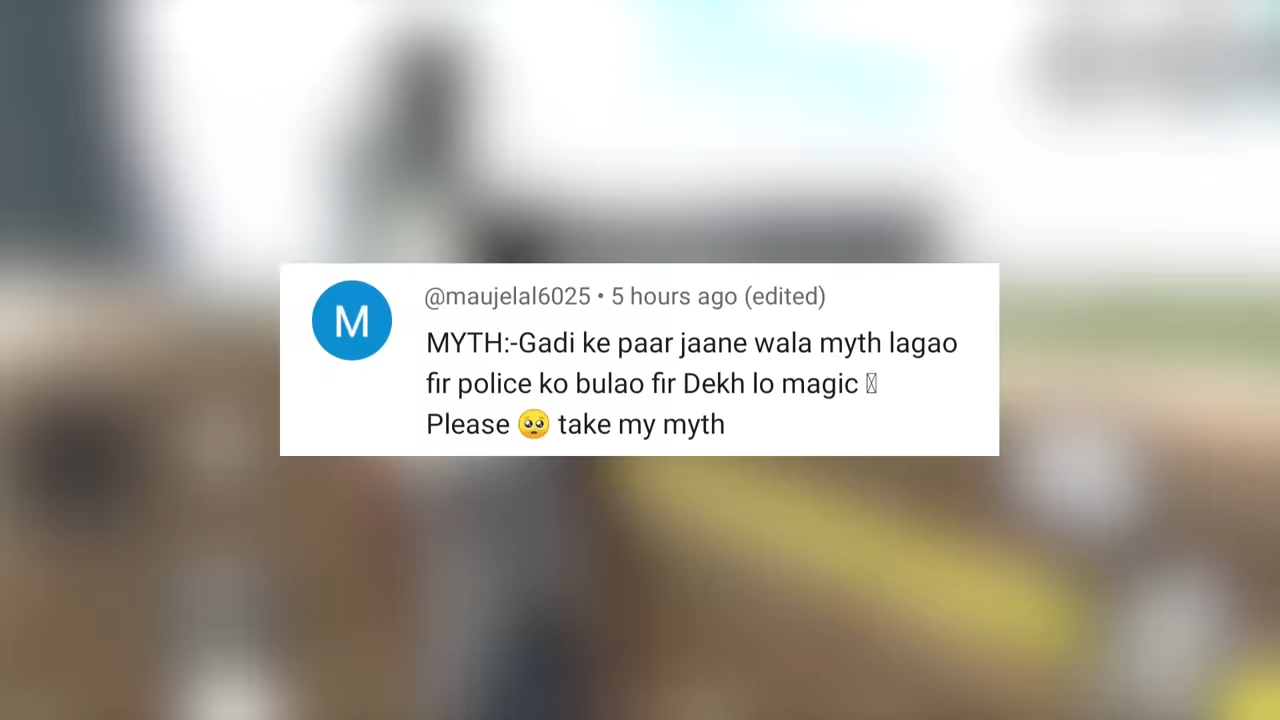 M
@maujelal6025 • 5 hours ago (edited)
MYTH:-Gadi ke paar jaane wala myth lagao
fir police ko bulao fir Dekh lo magic
Please 🥺 take my myth